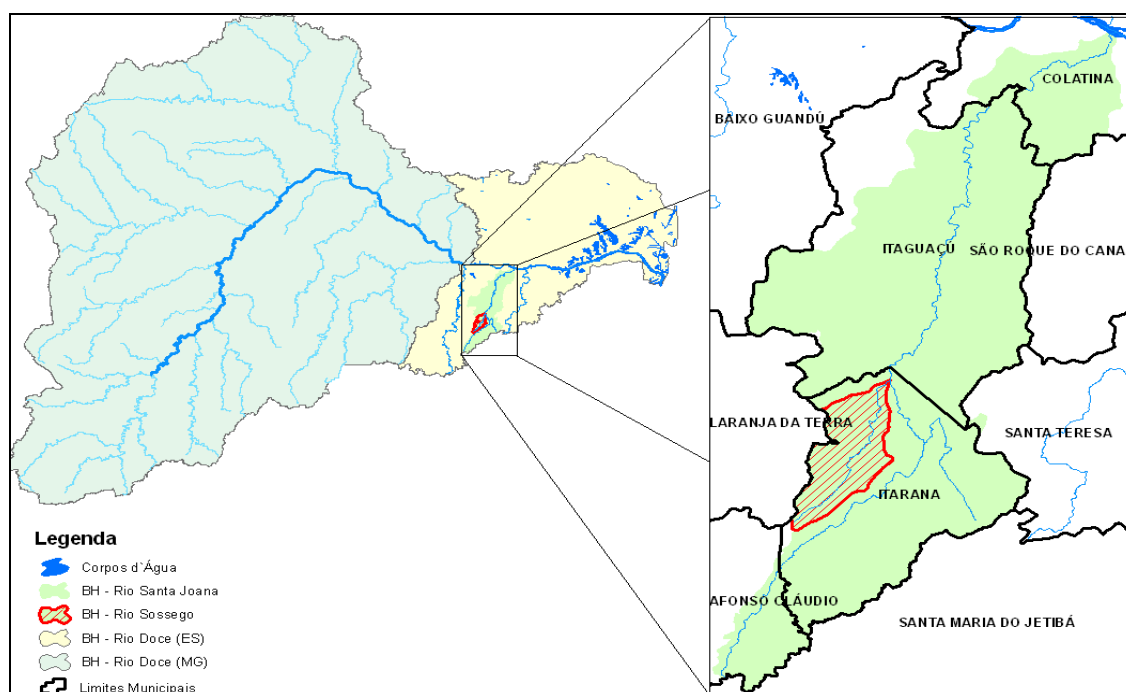 COLATINA
BAIXO GUANDÚ
ITAGUAÇÚ
SÃO ROQUE DO CANA
LARANJA DA TERRA
SANTA TERESA
ITARANA
AFONSO CLÁUDIO
SANTA MARIA DO JETIBÁ
Legenda
Corpos d'Água
BH - Rio Santa Joana
BH - Rio Sossego
BH - Rio Doce (ES)
BH - Rio Doce (MG)
Limites Municipais